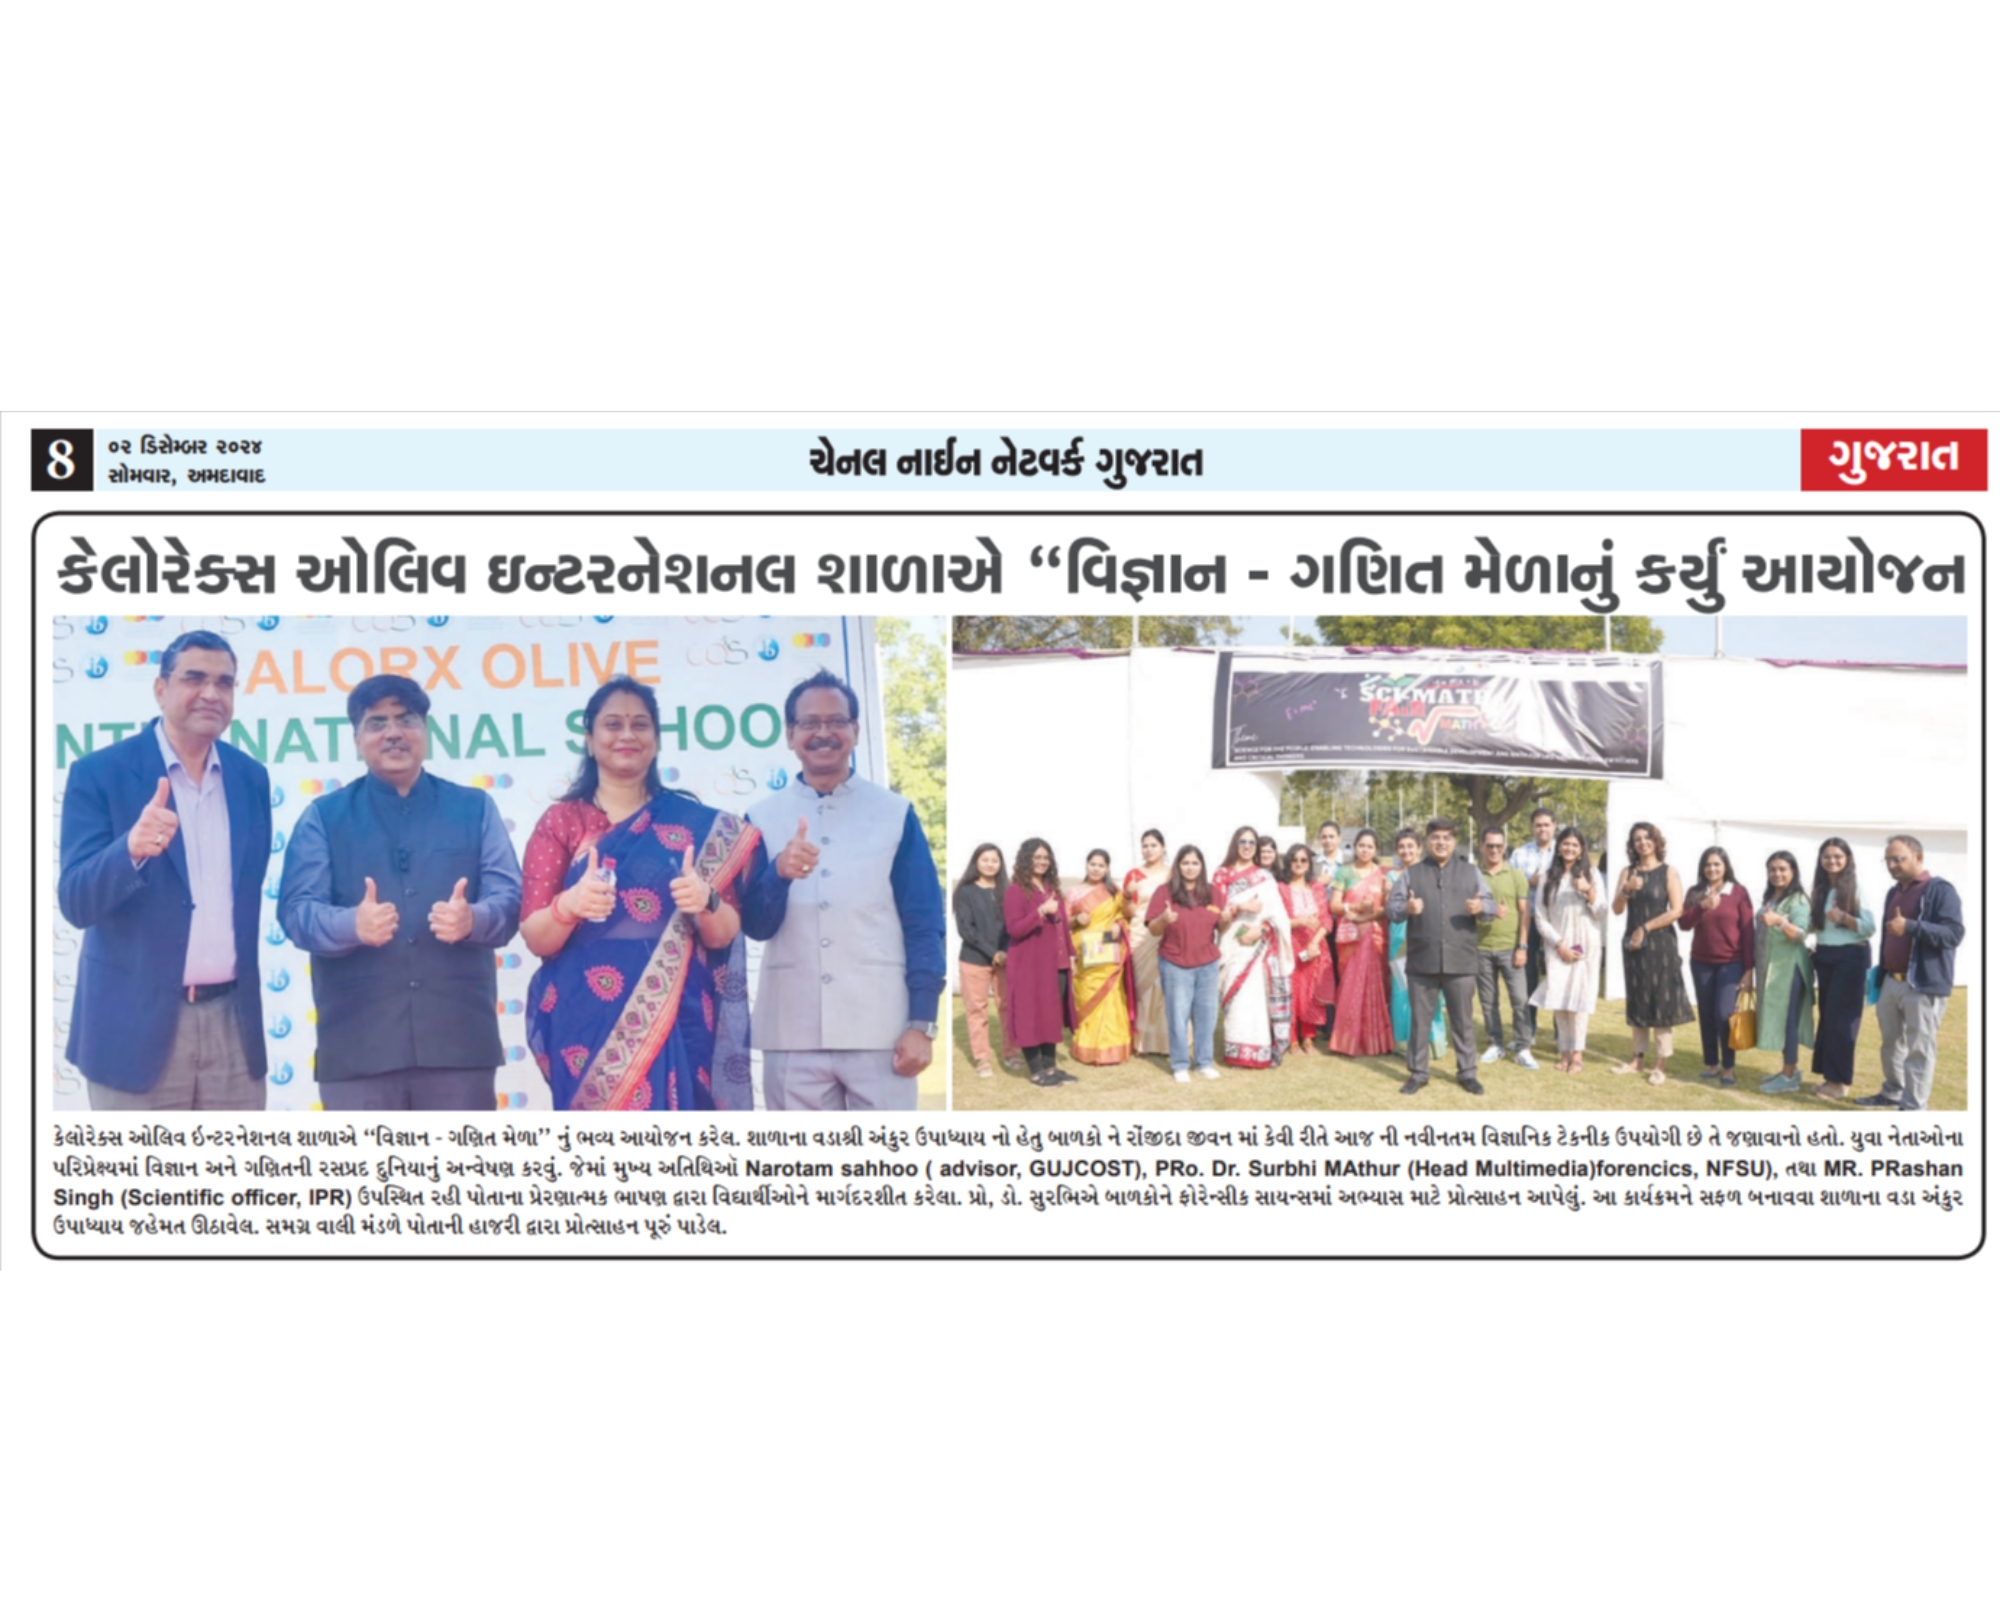 8
૦૨ ડિસેમ્બર ૨૦૨૪
સોમવાર, અમદાવાદ
ચેનલ નાઈન નેટવર્ક ગુજરાત
ગુજરાત
કેલોરેક્સ ઓલિવ ઇન્ટરનેશનલ શાળાએ “વિજ્ઞાન - ગણિત મેળાનું કર્યું આયોજન
ALORX OLIVE
SCI-MATH
FAIR
MATH
Theme
E=mc²
કેલોરેક્સ ઓલિવ ઇન્ટરનેશનલ શાળાએ “વિજ્ઞાન - ગણિત મેળા” નું ભવ્ય આયોજન કરેલ. શાળાના વડાશ્રી અંકુર ઉપાધ્યાય નો હેતુ બાળકો ને રોંજીદા જીવન માં કેવી રીતે આજ ની નવીનતમ વિજ્ઞાનિક ટેકનીક ઉપયોગી છે તે જણાવાનો હતો. યુવા નેતાઓના
પરિપ્રેક્ષ્યમાં વિજ્ઞાન અને ગણિતની રસપ્રદ દુનિયાનું અન્વેષણ કરવું. જેમાં મુખ્ય અતિથિઓ Narotam sahhoo ( advisor, GUJCOST), PRo. Dr. Surbhi MAthur (Head Multimedia)forencics, NFSU), તથા MR. PRashan
Singh (Scientific officer, IPR) ઉપસ્થિત રહી પોતાના પ્રેરણાત્મક ભાષણ દ્વારા વિદ્યાર્થીઓને માર્ગદરશીત કરેલા. પ્રો, ડો. સુરભિએ બાળકોને ફોરેન્સીક સાયન્સમાં અભ્યાસ માટે પ્રોત્સાહન આપેલું. આ કાર્યક્રમને સફળ બનાવવા શાળાના વડા અંકુર
ઉપાધ્યાય જહેમત ઊઠાવેલ. સમગ્ર વાલી મંડળે પોતાની હાજરી દ્વારા પ્રોત્સાહન પૂરું પાડેલ.